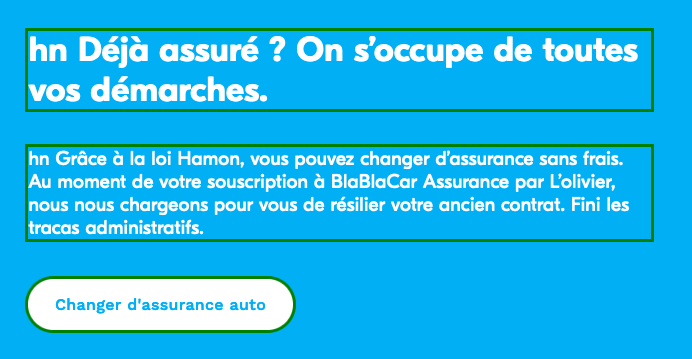 hn Déjà assuré ? On s’occupe de toutes
vos démarches.
hn Grâce à la loi Hamon, vous pouvez changer d’assurance sans frais.
Au moment de votre souscription à BlaBlaCar Assurance par L’olivier,
nous nous chargeons pour vous de résilier votre ancien contrat. Fini les
tracas administratifs.
Changer d'assurance auto